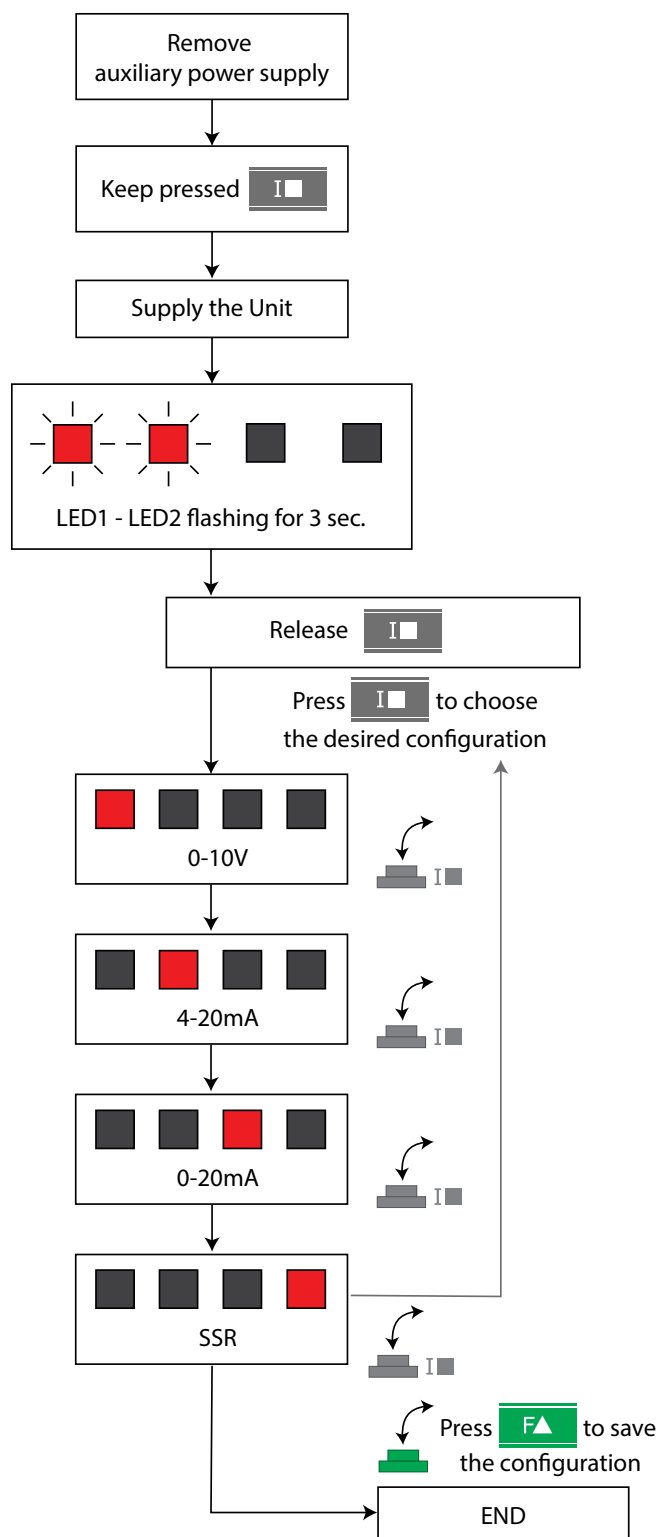 Remove
auxiliary power supply
Keep pressed I■
Supply the Unit
LED1 - LED2 flashing for 3 sec.
Release I■
Press I■ to choose
the desired configuration
0-10V
I■
4-20mA
I■
0-20mA
I■
SSR
I■
Press F▲ to save
the configuration
END